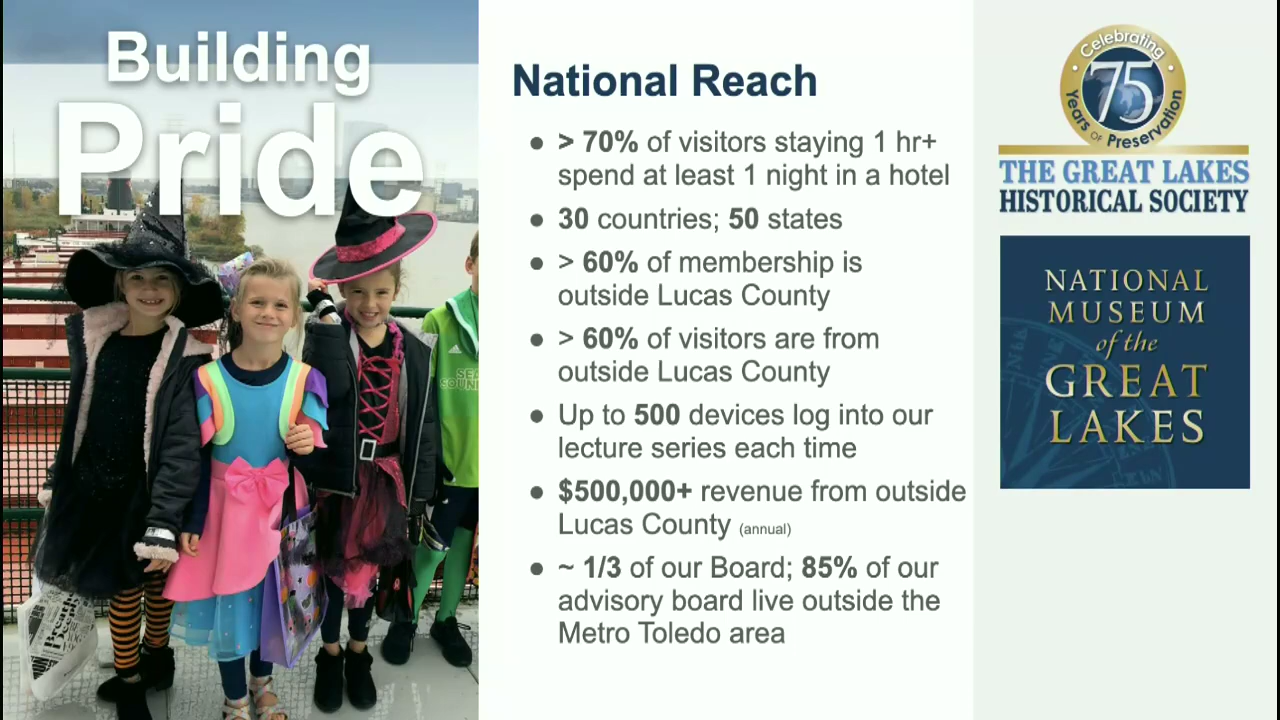 Building
Pride
National Reach
● > 70% of visitors staying 1 hr+
spend at least 1 night in a hotel
● 30 countries; 50 states
● > 60% of membership is
outside Lucas County
● > 60% of visitors are from
outside Lucas County
● Up to 500 devices log into our
lecture series each time
● $500,000+ revenue from outside
Lucas County (annual)
● ~ 1/3 of our Board; 85% of our
advisory board live outside the
Metro Toledo area
Celebrating
75
Years OF Preservation
THE GREAT LAKES
HISTORICAL SOCIETY
NATIONAL
MUSEUM
of the
GREAT
LAKES